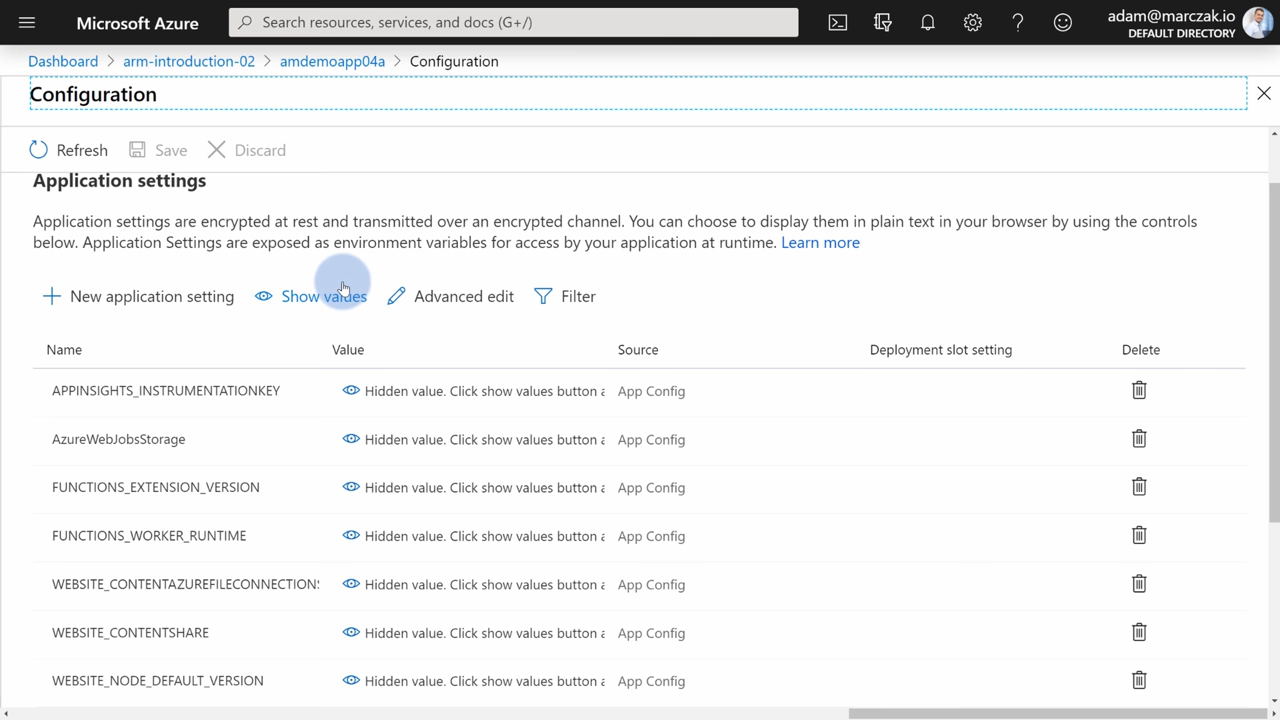 Microsoft Azure
Search resources, services, and docs (G+/)
adam@marczak.io
DEFAULT DIRECTORY
Dashboard > arm-introduction-02 > amdemoapp04a > Configuration
Configuration
Refresh Save Discard
Application settings
Application settings are encrypted at rest and transmitted over an encrypted channel. You can choose to display them in plain text in your browser by using the controls
below. Application Settings are exposed as environment variables for access by your application at runtime. Learn more
New application setting Show values Advanced edit Filter
Name Value Source Deployment slot setting Delete
APPINSIGHTS_INSTRUMENTATIONKEY Hidden value. Click show values button a App Config
AzureWebJobsStorage Hidden value. Click show values button a App Config
FUNCTIONS_EXTENSION_VERSION Hidden value. Click show values button a App Config
FUNCTIONS_WORKER_RUNTIME Hidden value. Click show values button a App Config
WEBSITE_CONTENTAZUREFILECONNECTIONS Hidden value. Click show values button a App Config
WEBSITE_CONTENTSHARE Hidden value. Click show values button a App Config
WEBSITE_NODE_DEFAULT_VERSION Hidden value. Click show values button a App Config